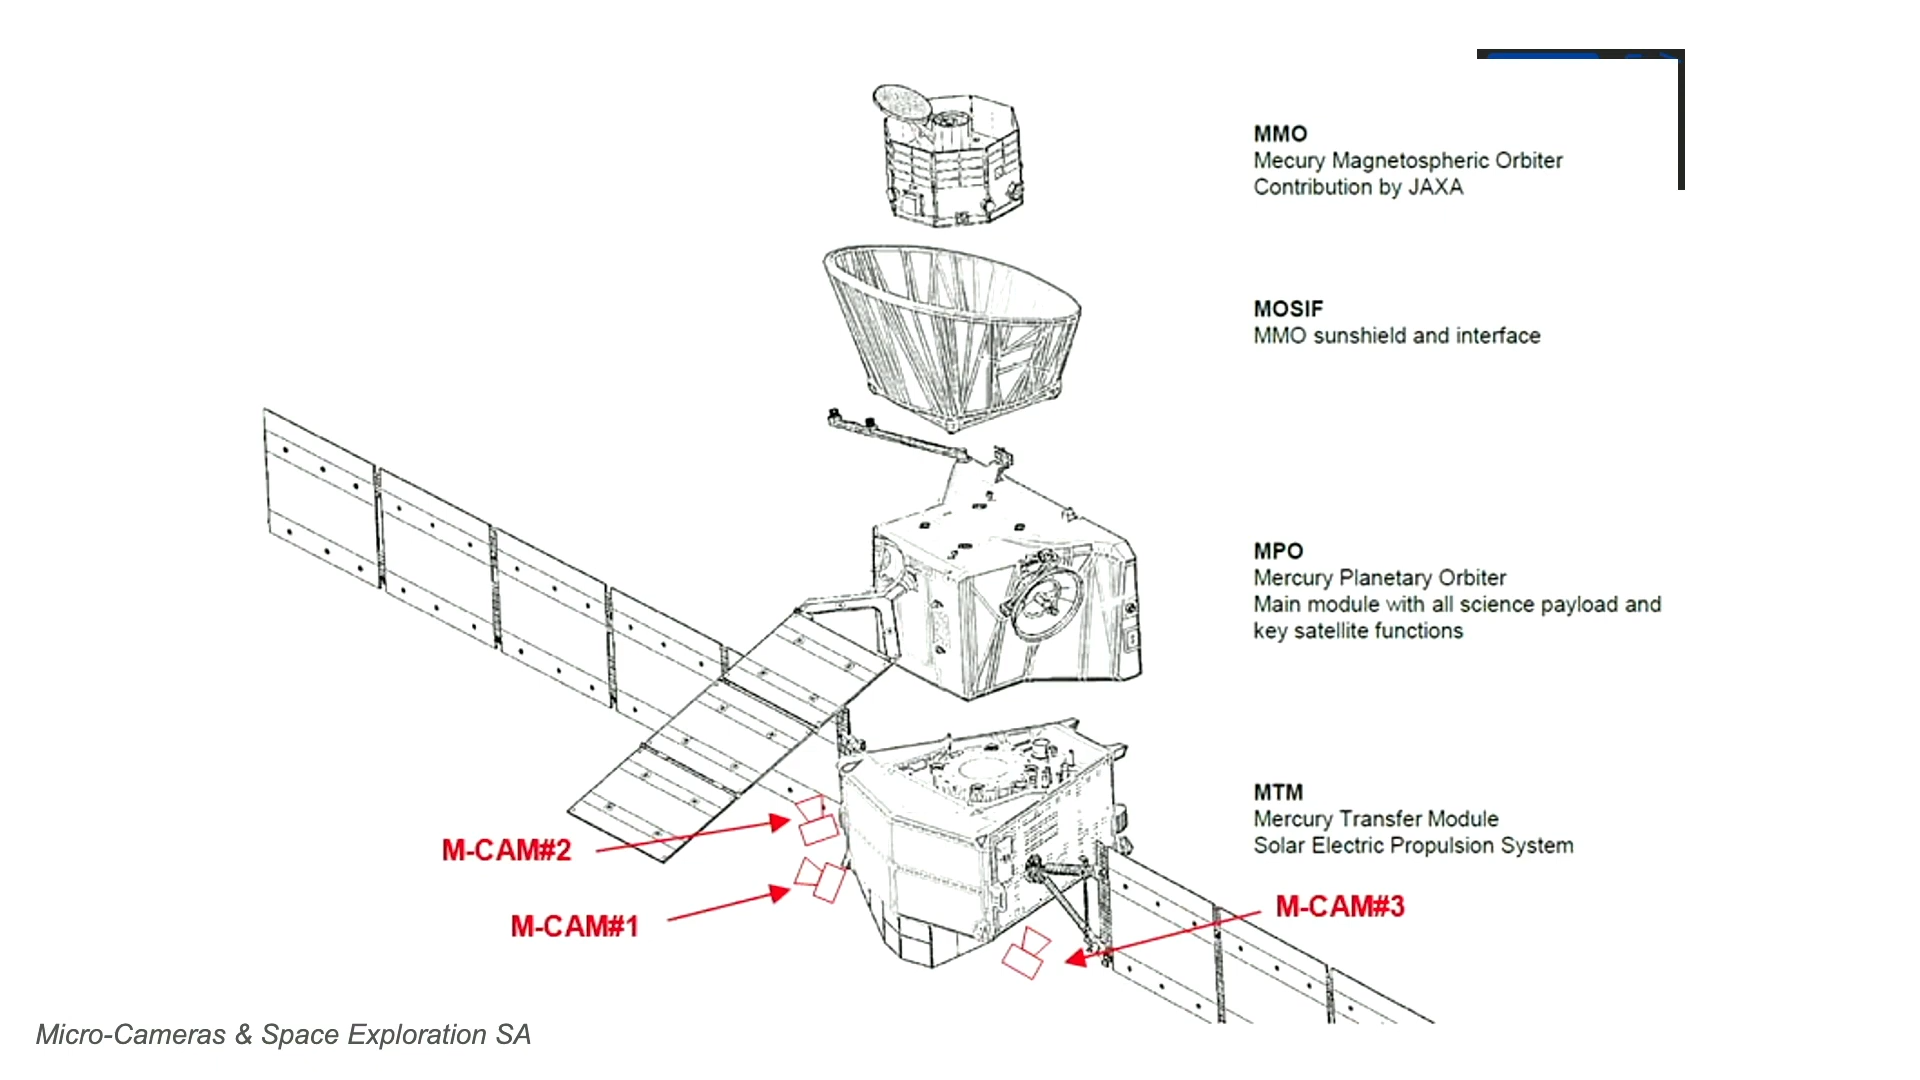 MMO
Mecury Magnetospheric Orbiter
Contribution by JAXA
MOSIF
MMO sunshield and interface
MPO
Mercury Planetary Orbiter
Main module with all science payload and
key satellite functions
MTM
Mercury Transfer Module
Solar Electric Propulsion System
M-CAM#2
M-CAM#1
M-CAM#3
Micro-Cameras & Space Exploration SA